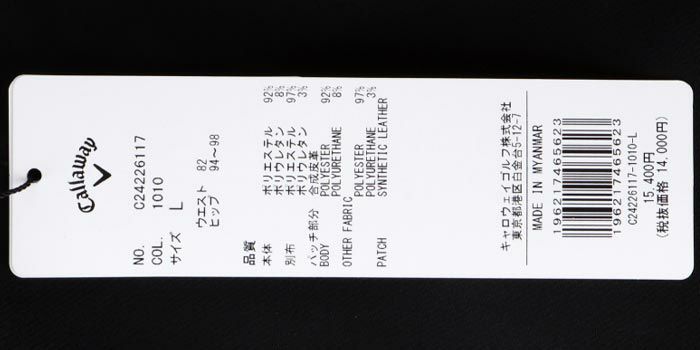 Callaway
NO. C24226117
COL. 1010
サイズ L
ウエスト 82
ヒップ 94~98
品質
本体 ポリエステル 92%
ポリウレタン 8%
別布 ポリエステル 97%
ポリウレタン 3%
パッチ部分 合成皮革
BODY POLYESTER 92%
POLYURETHANE 8%
OTHER FABRIC
POLYESTER 97%
POLYURETHANE 3%
PATCH SYNTHETIC LEATHER
キャロウェイゴルフ株式会社
東京都港区白金台5-12-7
MADE IN MYANMAR
196217465623
196217465623
C24226117-1010-L
15,400円
(税抜価格 14,000円)